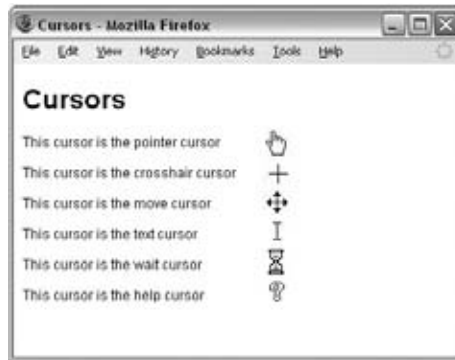 Cursors - Mozilla Firefox
File Edit View History Bookmarks Tools Help
Cursors
This cursor is the pointer cursor
This cursor is the crosshair cursor
This cursor is the move cursor
This cursor is the text cursor
This cursor is the wait cursor
This cursor is the help cursor